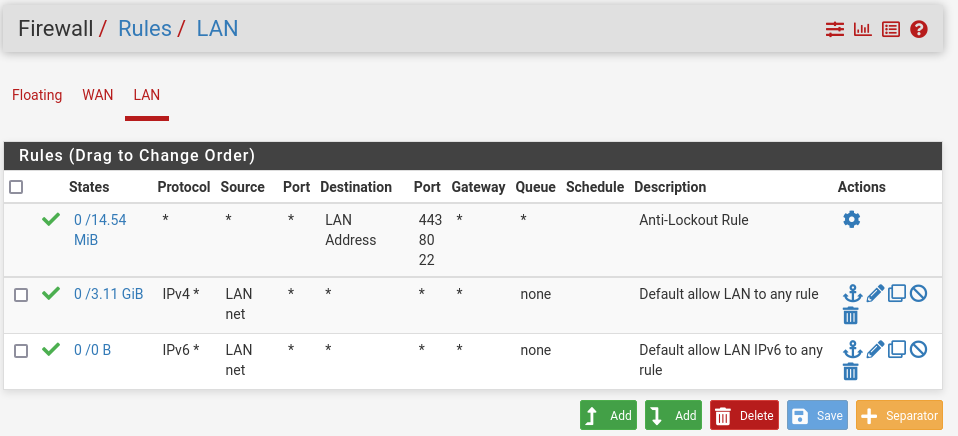 Firewall / Rules / LAN
Floating WAN LAN
Rules (Drag to Change Order)
States Protocol Source Port Destination Port Gateway Queue Schedule Description Actions
0 /14.54 * * * LAN 443 * * Anti-Lockout Rule
MiB Address 80
22
0 /3.11 GiB IPv4 * LAN * * * * none Default allow LAN to any rule
net
0 /0 B IPv6 * LAN * * * * none Default allow LAN IPv6 to any
net rule
Add Add Delete Save Separator